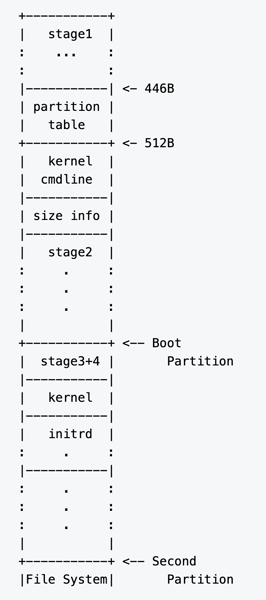 +-----------+
|   stage1  |
:    ...    :
:           :
|-----------| <- 446B
| partition |
|   table   |
+-----------+ <- 512B
|   kernel  |
|  cmdline  |
|-----------|
| size info |
|-----------|
|   stage2  |
:     .     :
:     .     :
:     .     :
|           |
+-----------+ <-- Boot
|  stage3+4 |       Partition
|-----------|
|   kernel  |
|-----------|
|   initrd  |
:     .     :
|-----------|
:     .     :
:     .     :
:     .     :
|           |
+-----------+ <-- Second
|File System|       Partition